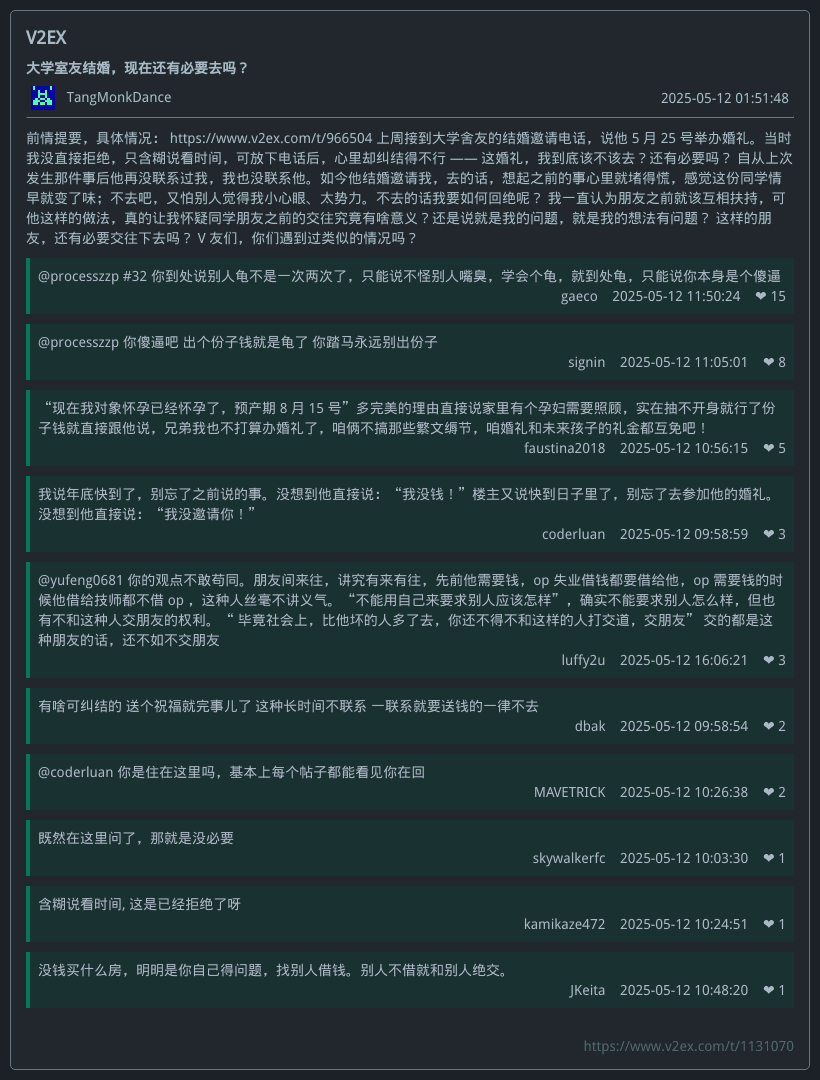 V2EX
大学室友结婚，现在还有必要去吗？
TangMonkDance
2025-05-12 01:51:48
前情提要，具体情况： https://www.v2ex.com/t/966504 上周接到大学舍友的结婚邀请电话，说他 5 月 25 号举办婚礼。当时
我没直接拒绝，只含糊说看时间，可放下电话后，心里却纠结得不行 —— 这婚礼，我到底该不该去？还有必要吗？ 自从上次
发生那件事后他再没联系过我，我也没联系他。如今他结婚邀请我，去的话，想起之前的事心里就堵得慌，感觉这份同学情
早就变了味；不去吧，又怕别人觉得我小心眼、太势力。不去的话我要如何回绝呢？ 我一直认为朋友之前就该互相扶持，可
他这样的做法，真的让我怀疑同学朋友之前的交往究竟有啥意义？还是说就是我的问题，就是我的想法有问题？ 这样的朋
友，还有必要交往下去吗？ V 友们，你们遇到过类似的情况吗？
@processzzp #32 你到处说别人龟不是一次两次了，只能说不怪别人嘴臭，学会个龟，就到处龟，只能说你本身是个傻逼
gaeco 2025-05-12 11:50:24 ❤ 15
@processzzp 你傻逼吧 出个份子钱就是龟了 你踏马永远别出份子
signin 2025-05-12 11:05:01 ❤ 8
“现在我对象怀孕已经怀孕了，预产期 8 月 15 号”多完美的理由直接说家里有个孕妇需要照顾，实在抽不开身就行了份
子钱就直接跟他说，兄弟我也不打算办婚礼了，咱俩不搞那些繁文缛节，咱婚礼和未来孩子的礼金都互免吧！
faustina2018 2025-05-12 10:56:15 ❤ 5
我说年底快到了，别忘了之前说的事。没想到他直接说：“我没钱！”楼主又说快到日子里了，别忘了去参加他的婚礼。
没想到他直接说：“我没邀请你！”
coderluan 2025-05-12 09:58:59 ❤ 3
@yufeng0681 你的观点不敢苟同。朋友间来往，讲究有来有往，先前他需要钱，op 失业借钱都要借给他，op 需要钱的时
候他借给技师都不借 op ，这种人丝毫不讲义气。“不能用自己来要求别人应该怎样”，确实不能要求别人怎么样，但也
有不和这种人交朋友的权利。“ 毕竟社会上，比他坏的人多了去，你还不得不和这样的人打交道，交朋友” 交的都是这
种朋友的话，还不如不交朋友
luffy2u 2025-05-12 16:06:21 ❤ 3
有啥可纠结的 送个祝福就完事儿了 这种长时间不联系 一联系就要送钱的一律不去
dbak 2025-05-12 09:58:54 ❤ 2
@coderluan 你是住在这里吗，基本上每个帖子都能看见你在回
MAVETRICK 2025-05-12 10:26:38 ❤ 2
既然在这里问了，那就是没必要
skywalkerfc 2025-05-12 10:03:30 ❤ 1
含糊说看时间, 这是已经拒绝了呀
kamikaze472 2025-05-12 10:24:51 ❤ 1
没钱买什么房，明明是你自己得问题，找别人借钱。别人不借就和别人绝交。
JKeita 2025-05-12 10:48:20 ❤ 1
https://www.v2ex.com/t/1131070